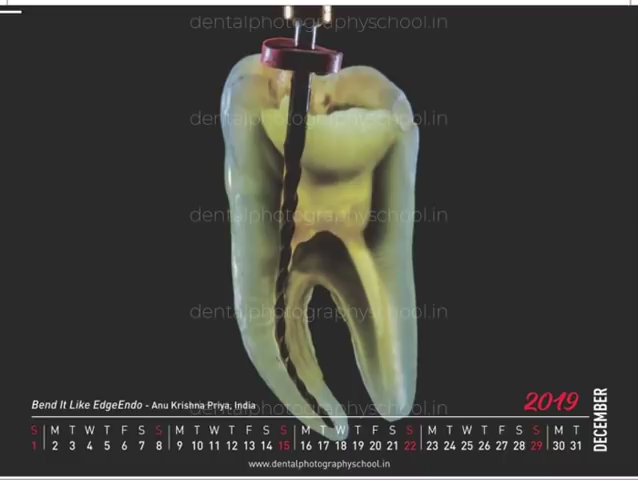 dentalphotographyschool.in
dentalphotographyschool.in
dentalphotographyschool.in
dentalphotographyschool.in
dentalphotographyschool.in
Bend It Like EdgeEndo - Anu Krishna Priya, India
2019
DECEMBER
S M T W T F S S M T W T F S S M T W T F S S M T W T F S S M T
1 2 3 4 5 6 7 8 9 10 11 12 13 14 15 16 17 18 19 20 21 22 23 24 25 26 27 28 29 30 31
www.dentalphotographyschool.in